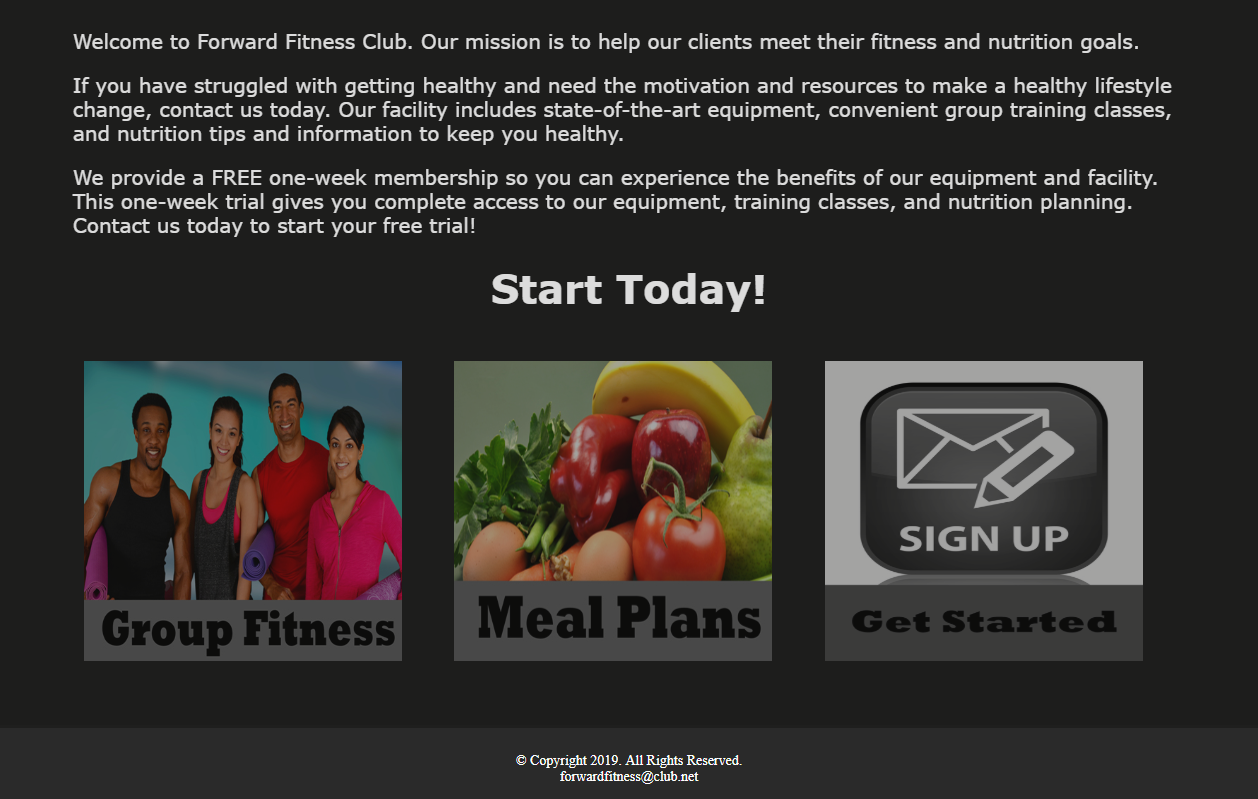 Welcome to Forward Fitness Club. Our mission is to help our clients meet their fitness and nutrition goals.
If you have struggled with getting healthy and need the motivation and resources to make a healthy lifestyle
change, contact us today. Our facility includes state-of-the-art equipment, convenient group training classes,
and nutrition tips and information to keep you healthy.
We provide a FREE one-week membership so you can experience the benefits of our equipment and facility.
This one-week trial gives you complete access to our equipment, training classes, and nutrition planning.
Contact us today to start your free trial!
Start Today!
Group Fitness
Meal Plans
SIGN UP
Get Started
© Copyright 2019. All Rights Reserved.
forwardfitness@club.net